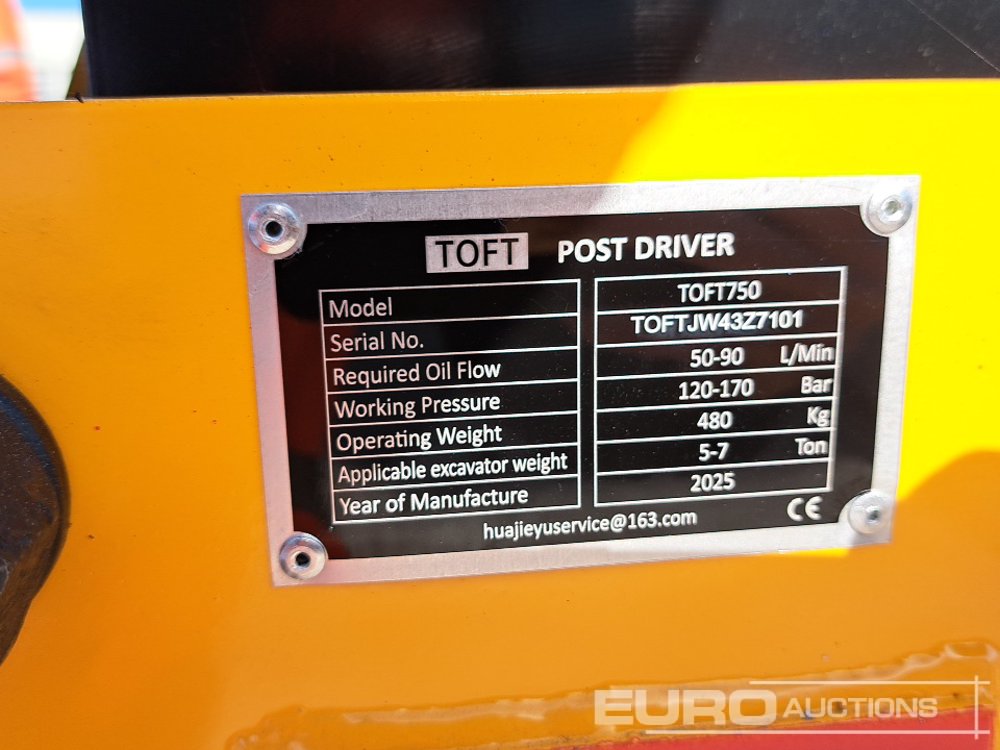 TOFT POST DRIVER
Model TOFT750
Serial No. TOFTJW43Z7101
Required Oil Flow 50-90 L/Min
Working Pressure 120-170 Bar
Operating Weight 480 Kg
Applicable excavator weight 5-7 Ton
Year of Manufacture 2025
huajieyuservice@163.com CE
EURO AUCTIONS